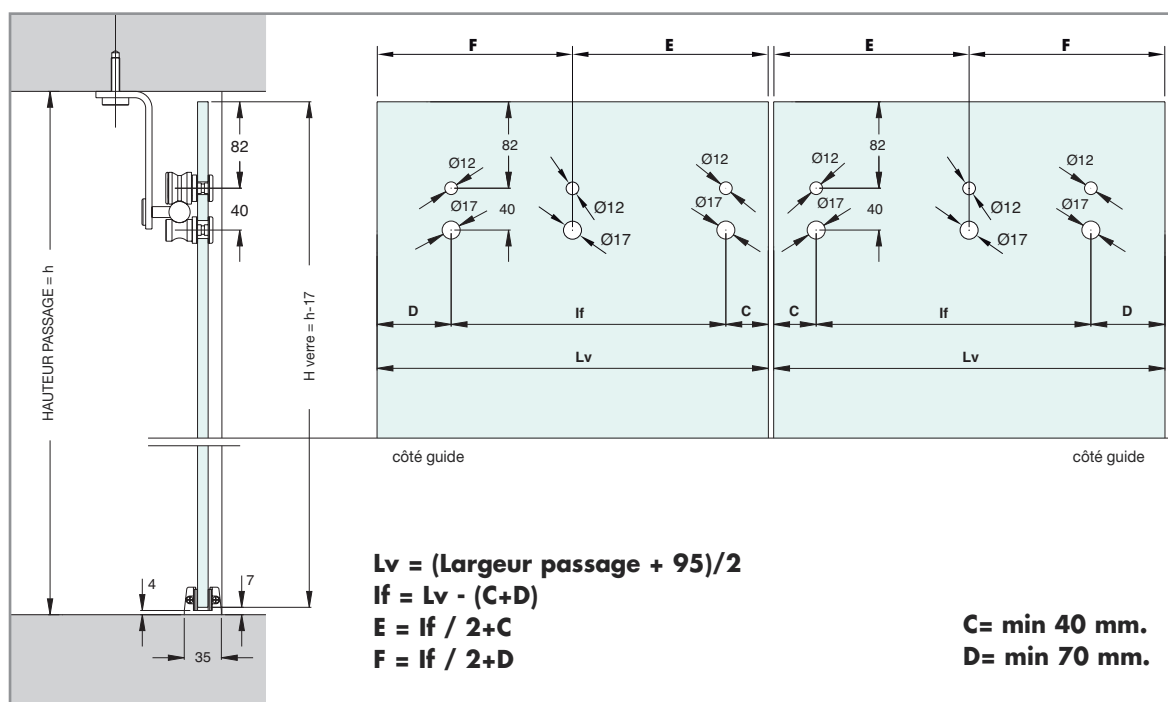 F
E
E
F
82
40
HAUTEUR PASSAGE = h
H verre = h-17
4
7
35
82
Ø12
Ø12
Ø12
Ø17
40
Ø17
Ø17
D
If
C
Lv
82
Ø12
Ø12
Ø12
Ø17
40
Ø17
Ø17
C
If
D
Lv
côté guide
côté guide
Lv = (Largeur passage + 95)/2
If = Lv - (C+D)
E = If / 2+C
F = If / 2+D
C= min 40 mm.
D= min 70 mm.